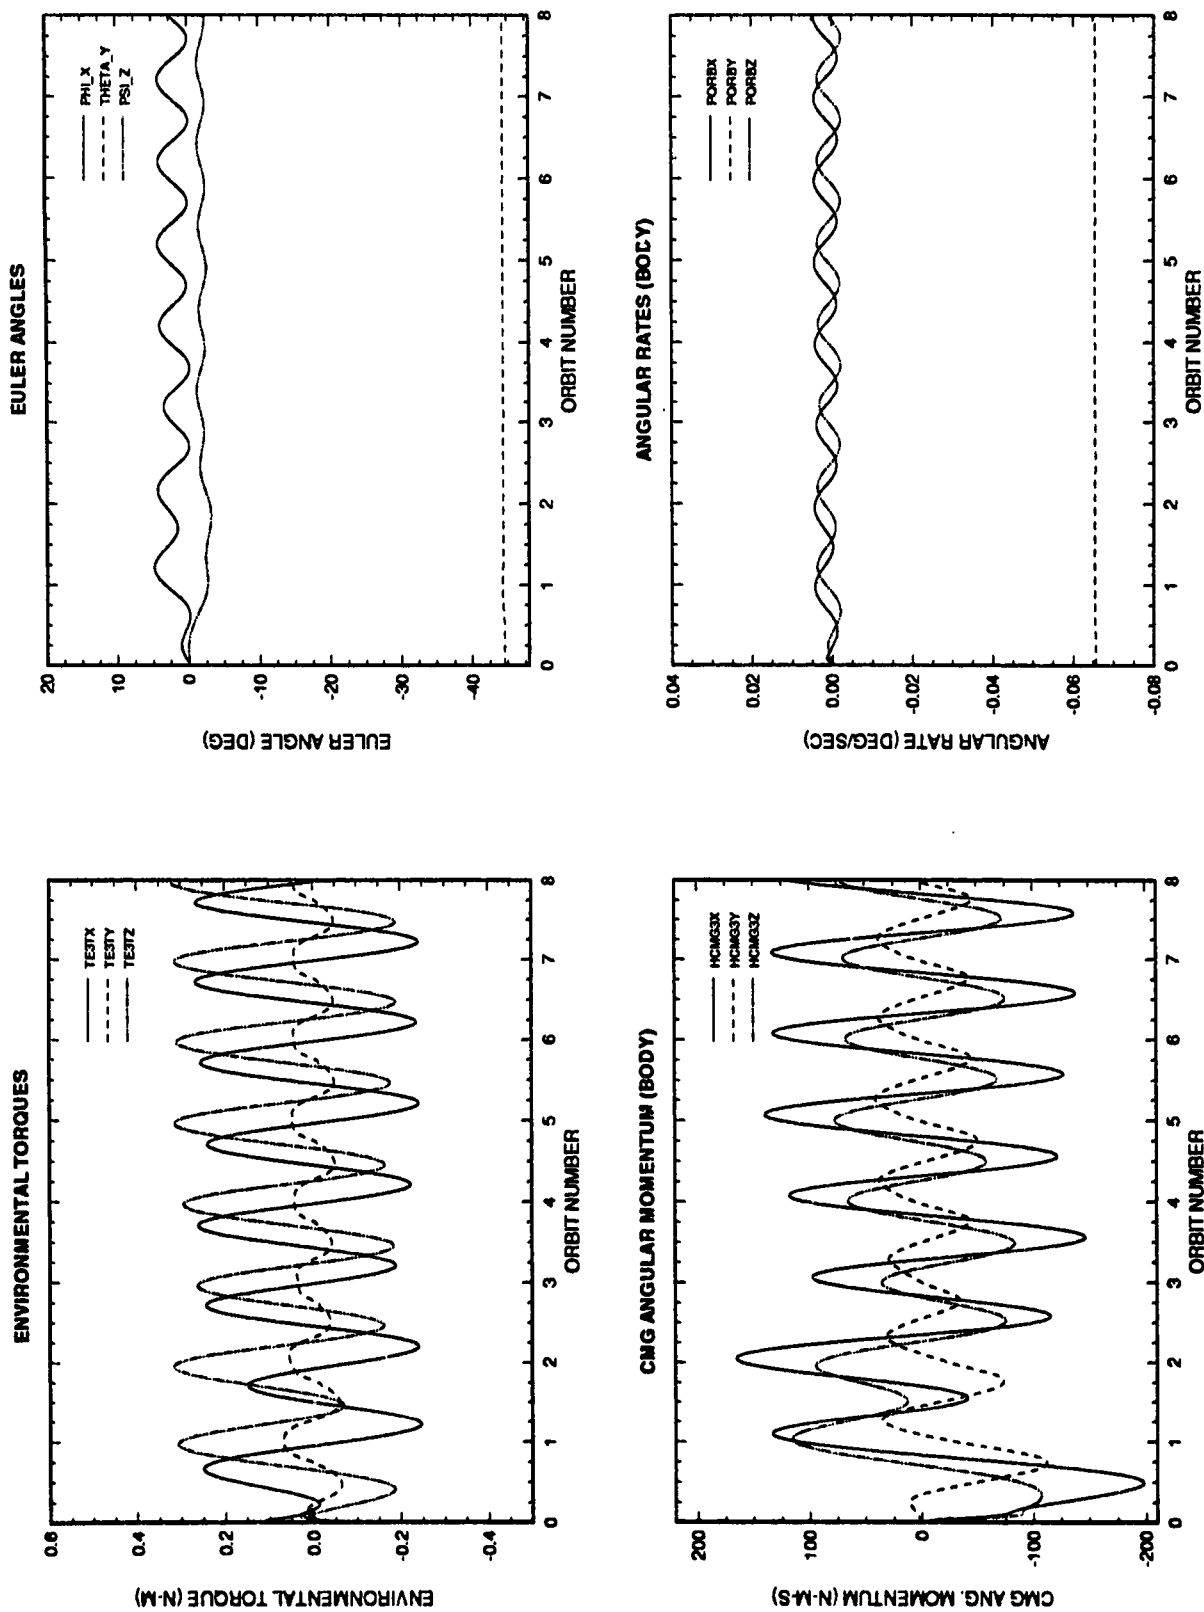 ENVIRONMENTAL TORQUES
TE3TX
TE3TY
TE3TZ
ENVIRONMENTAL TORQUE (N-M)
0.6
0.4
0.2
0.0
-0.2
-0.4
0 1 2 3 4 5 6 7 8
ORBIT NUMBER
EULER ANGLES
PHI_X
THETA_Y
PSI_Z
EULER ANGLE (DEG)
20
10
0
-10
-20
-30
-40
0 1 2 3 4 5 6 7 8
ORBIT NUMBER
CMG ANGULAR MOMENTUM (BODY)
HCMG3X
HCMG3Y
HCMG3Z
CMG ANG. MOMENTUM (N-M-S)
200
100
0
-100
-200
0 1 2 3 4 5 6 7 8
ORBIT NUMBER
ANGULAR RATES (BODY)
PORBX
PORBY
PORBZ
ANGULAR RATE (DEG/SEC)
0.04
0.02
0.00
-0.02
-0.04
-0.06
-0.08
0 1 2 3 4 5 6 7 8
ORBIT NUMBER